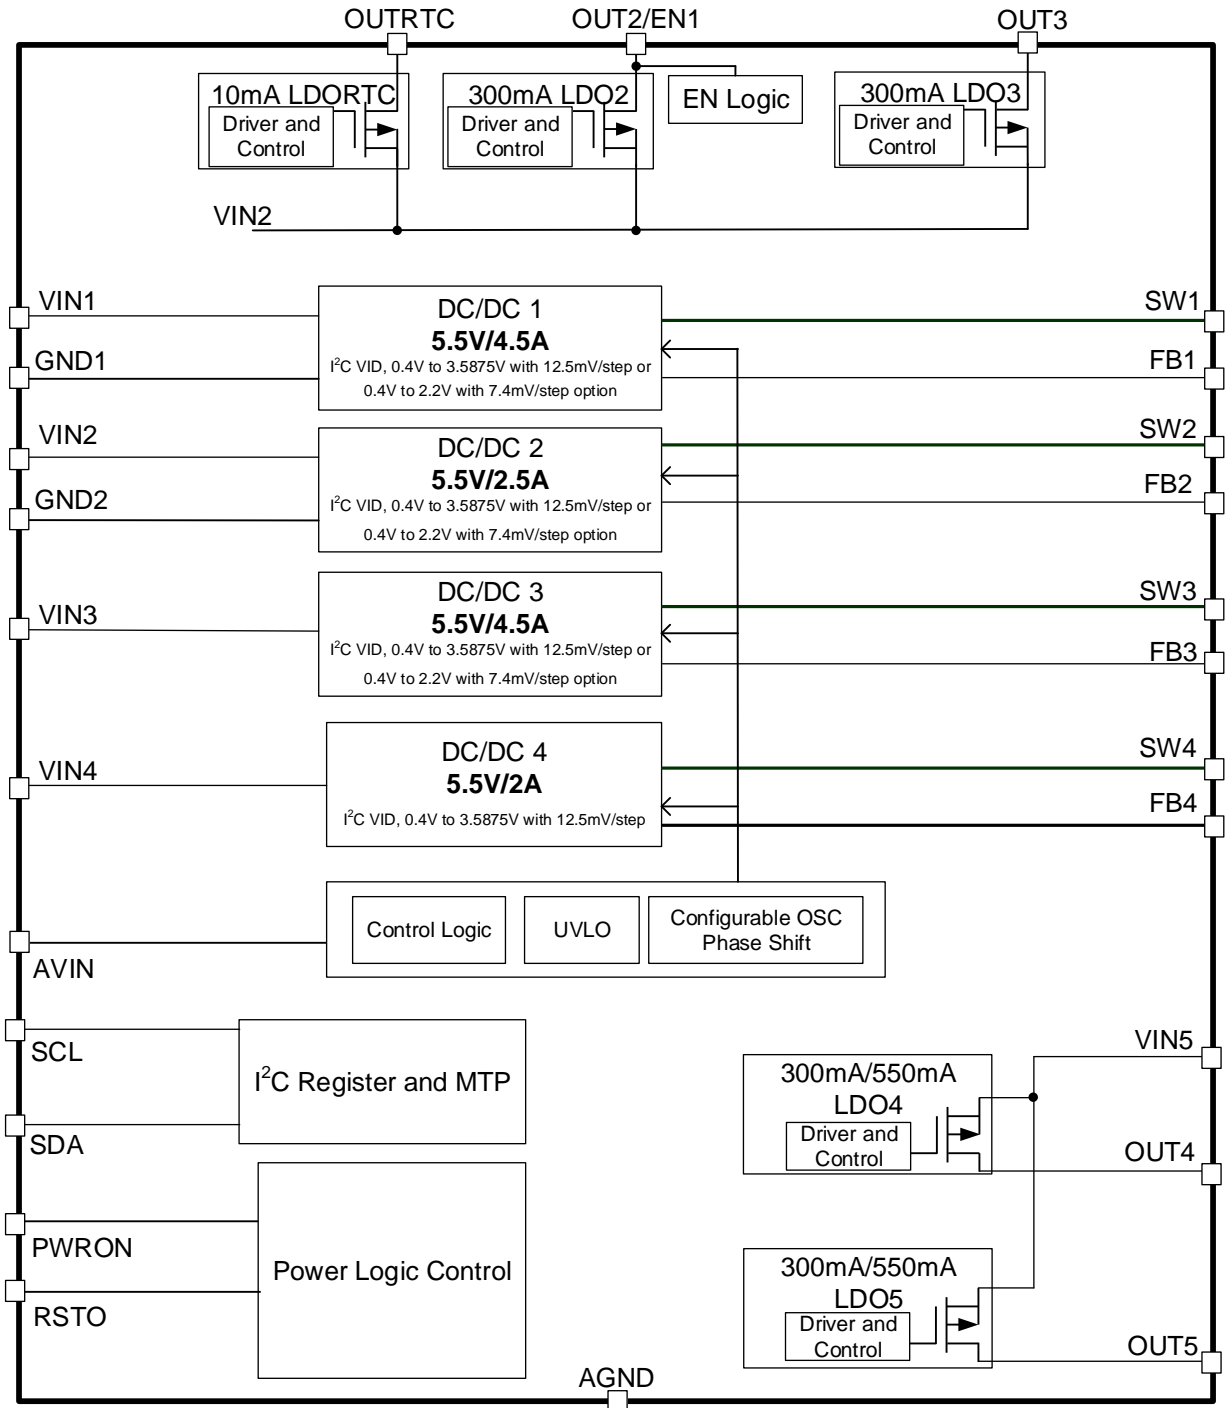 OUTRTC
OUT2/EN1
OUT3
10mA LDORTC
Driver and
Control
300mA LDO2
Driver and
Control
EN Logic
300mA LDO3
Driver and
Control
VIN2
VIN1
GND1
DC/DC 1
5.5V/4.5A
I²C VID, 0.4V to 3.5875V with 12.5mV/step or
0.4V to 2.2V with 7.4mV/step option
SW1
FB1
VIN2
GND2
DC/DC 2
5.5V/2.5A
I²C VID, 0.4V to 3.5875V with 12.5mV/step or
0.4V to 2.2V with 7.4mV/step option
SW2
FB2
VIN3
DC/DC 3
5.5V/4.5A
I²C VID, 0.4V to 3.5875V with 12.5mV/step or
0.4V to 2.2V with 7.4mV/step option
SW3
FB3
VIN4
DC/DC 4
5.5V/2A
I²C VID, 0.4V to 3.5875V with 12.5mV/step
SW4
FB4
AVIN
Control Logic
UVLO
Configurable OSC
Phase Shift
SCL
SDA
I²C Register and MTP
PWRON
RSTO
Power Logic Control
300mA/550mA
LDO4
Driver and
Control
VIN5
OUT4
300mA/550mA
LDO5
Driver and
Control
OUT5
AGND